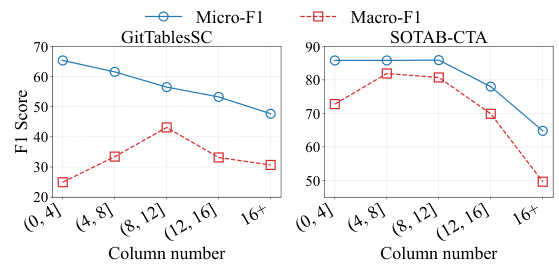 Micro-F1 Macro-F1
GitTablesSC SOTAB-CTA
F1 Score
70
60
50
40
30
20
(0, 4] (4, 8] (8, 12] (12, 16] 16+
Column number
90
80
70
60
50
(0, 4] (4, 8] (8, 12] (12, 16] 16+
Column number